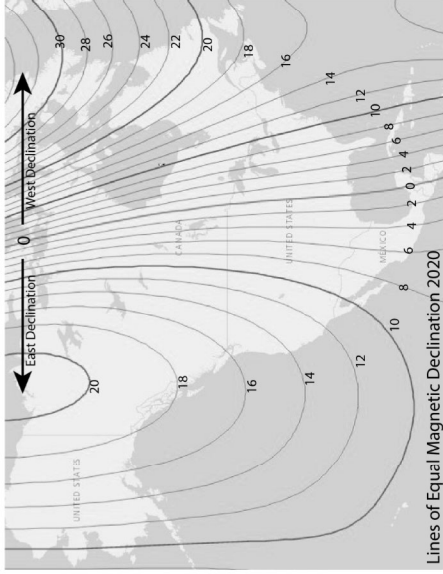 East Declination 0 West Declination
30
UNITED STATES
28
20
26
24
22
CANADA
18
20
18
16
16
UNITED STATES
14
14
12
12
10
MEXICO
10 8 6 4 2 0 2 4 6 8
Lines of Equal Magnetic Declination 2020